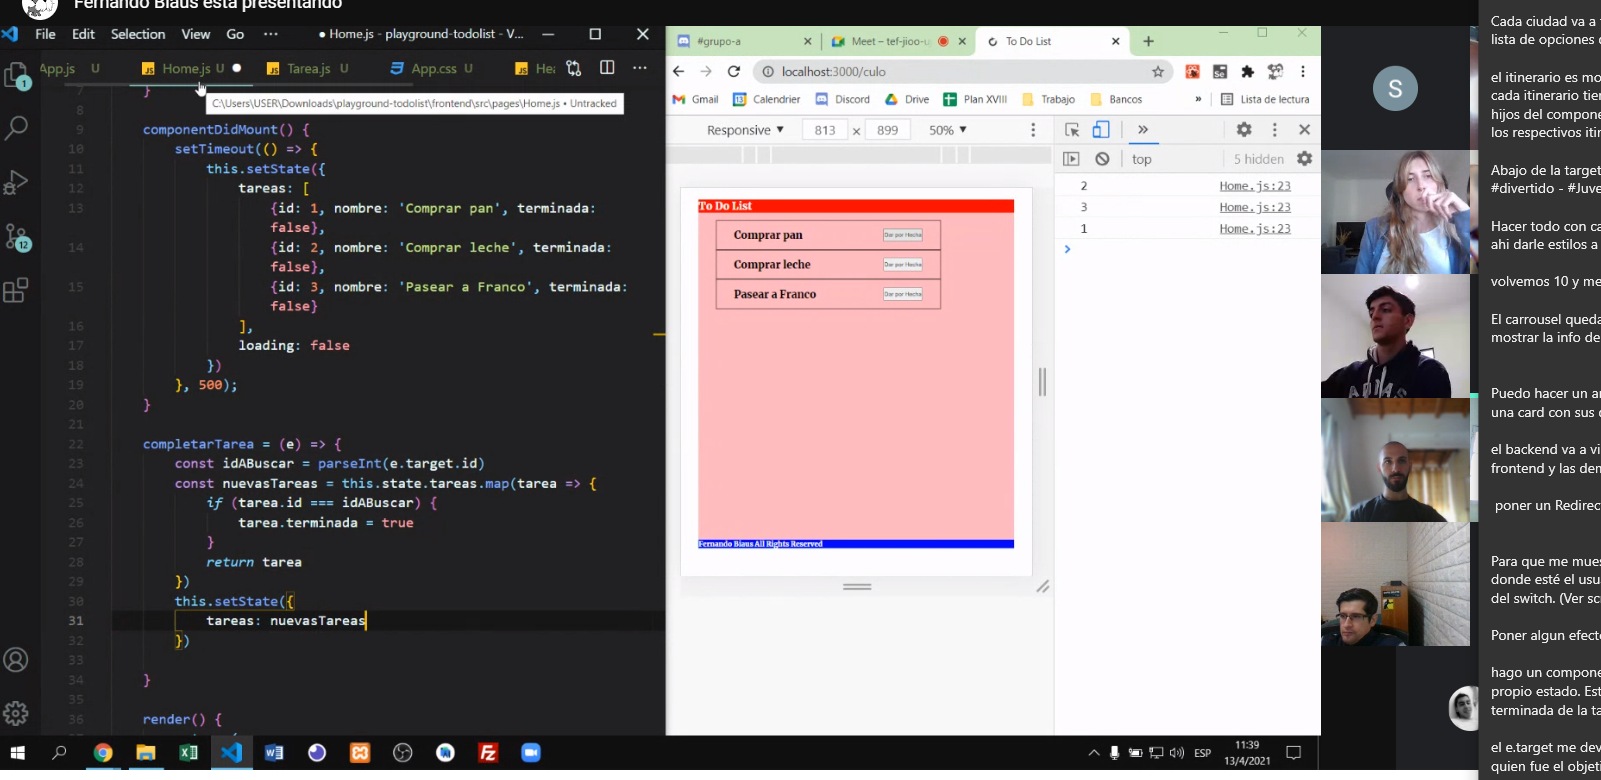 Fernando Biaus está presentando
File Edit Selection View Go ··· ● Home.js - playground-todolist - V...
App.js U Home.js U ● Tarea.js U App.css U Hea
C:\Users\USER\Downloads\playground-todolist\frontend\src\pages\Home.js • Untracked
7 }
8
9 componentDidMount() {
10 setTimeout(() => {
11 this.setState({
12 tareas: [
13 {id: 1, nombre: 'Comprar pan', terminada:
false},
14 {id: 2, nombre: 'Comprar leche', terminada:
false},
15 {id: 3, nombre: 'Pasear a Franco', terminada:
false}
16 ],
17 loading: false
18 })
19 }, 500);
20 }
21
22 completarTarea = (e) => {
23 const idABuscar = parseInt(e.target.id)
24 const nuevasTareas = this.state.tareas.map(tarea => {
25 if (tarea.id === idABuscar) {
26 tarea.terminada = true
27 }
28 return tarea
29 })
30 this.setState({
31 tareas: nuevasTareas
32 })
33
34 }
35
36 render() {
1
12
#grupo-a
Meet – tef-jioo-u
To Do List
localhost:3000/culo
Gmail Calendrier Discord Drive Plan XVIII Trabajo Bancos » Lista de lectura
Responsive ▼ 813 x 899 50% ▼
top 5 hidden
To Do List
Comprar pan Dar por Hecha
Comprar leche Dar por Hecha
Pasear a Franco Dar por Hecha
Fernando Biaus All Rights Reserved
2 Home.js:23
3 Home.js:23
1 Home.js:23
S
ESP
11:39
13/4/2021
Cada ciudad va a
lista de opciones
el itinerario es mo
cada itinerario tie
hijos del compone
los respectivos iti
Abajo de la target
#divertido - #Juve
Hacer todo con ca
ahi darle estilos a
volvemos 10 y me
El carrousel queda
mostrar la info de
Puedo hacer un a
una card con sus
el backend va a vi
frontend y las de
poner un Redirec
Para que me mues
donde esté el usu
del switch. (Ver sc
Poner algun efect
hago un compone
propio estado. Est
terminada de la ta
el e.target me dev
quien fue el objeti